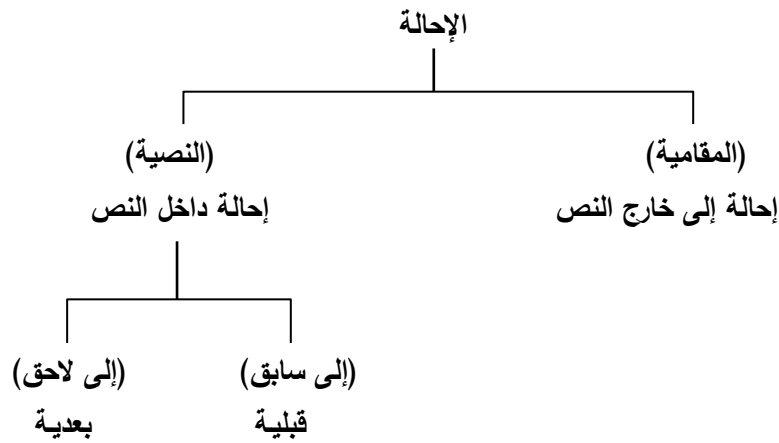 الإحالة
(المقامية)
إحالة إلى خارج النص
(النصية)
إحالة داخل النص
(إلى سابق)
قبلية
(إلى لاحق)
بعدية